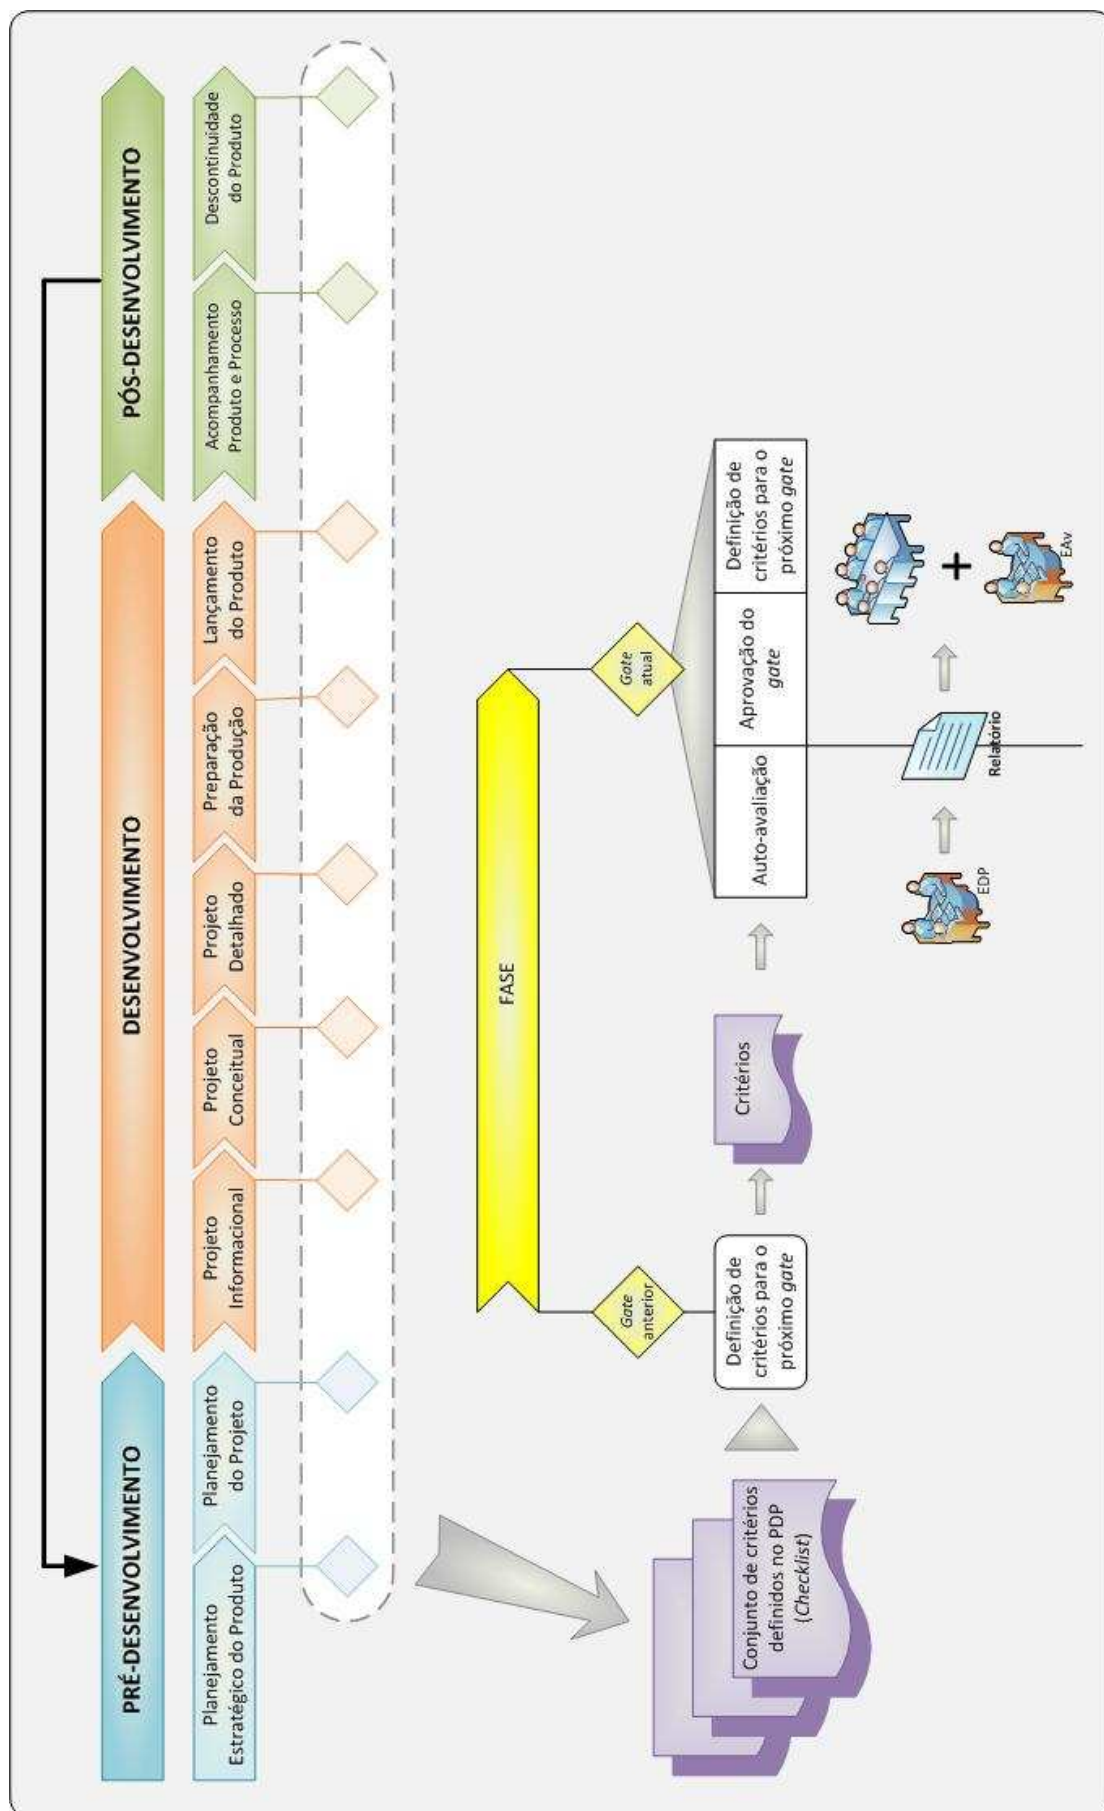 PRÉ-DESENVOLVIMENTO
DESENVOLVIMENTO
PÓS-DESENVOLVIMENTO
Planejamento
Estratégico do Produto
Planejamento
do Projeto
Projeto
Informacional
Projeto
Conceitual
Projeto
Detalhado
Preparação
da Produção
Lançamento
do Produto
Acompanhamento
Produto e Processo
Descontinuidade
do Produto
FASE
Gate
anterior
Gate
atual
Conjunto de critérios
definidos no PDP
(Checklist)
Definição de
critérios para o
próximo gate
Critérios
Auto-avaliação
Aprovação do
gate
Definição de
critérios para o
próximo gate
EDP
Relatório
+
EAv